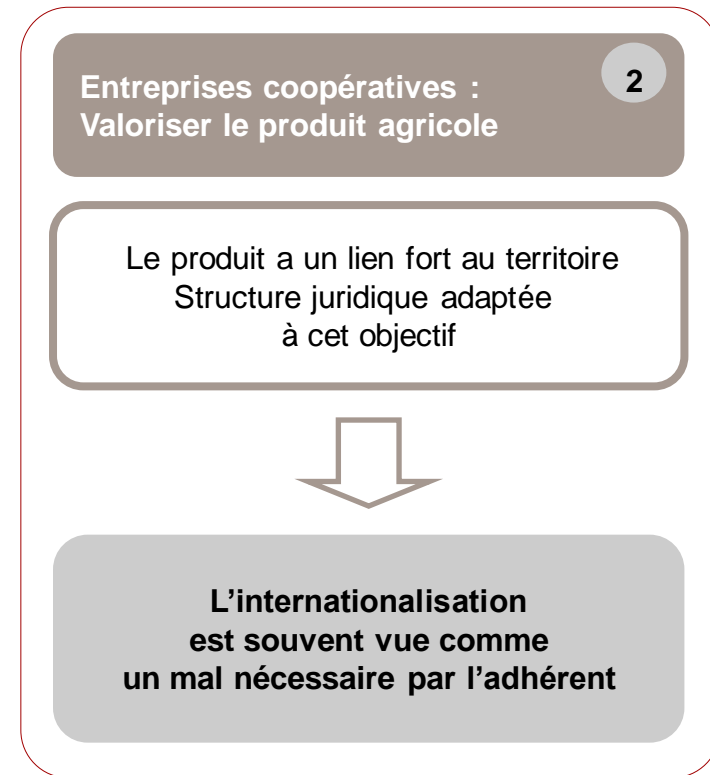 Entreprises coopératives :
Valoriser le produit agricole
2
Le produit a un lien fort au territoire
Structure juridique adaptée
à cet objectif
L’internationalisation
est souvent vue comme
un mal nécessaire par l’adhérent